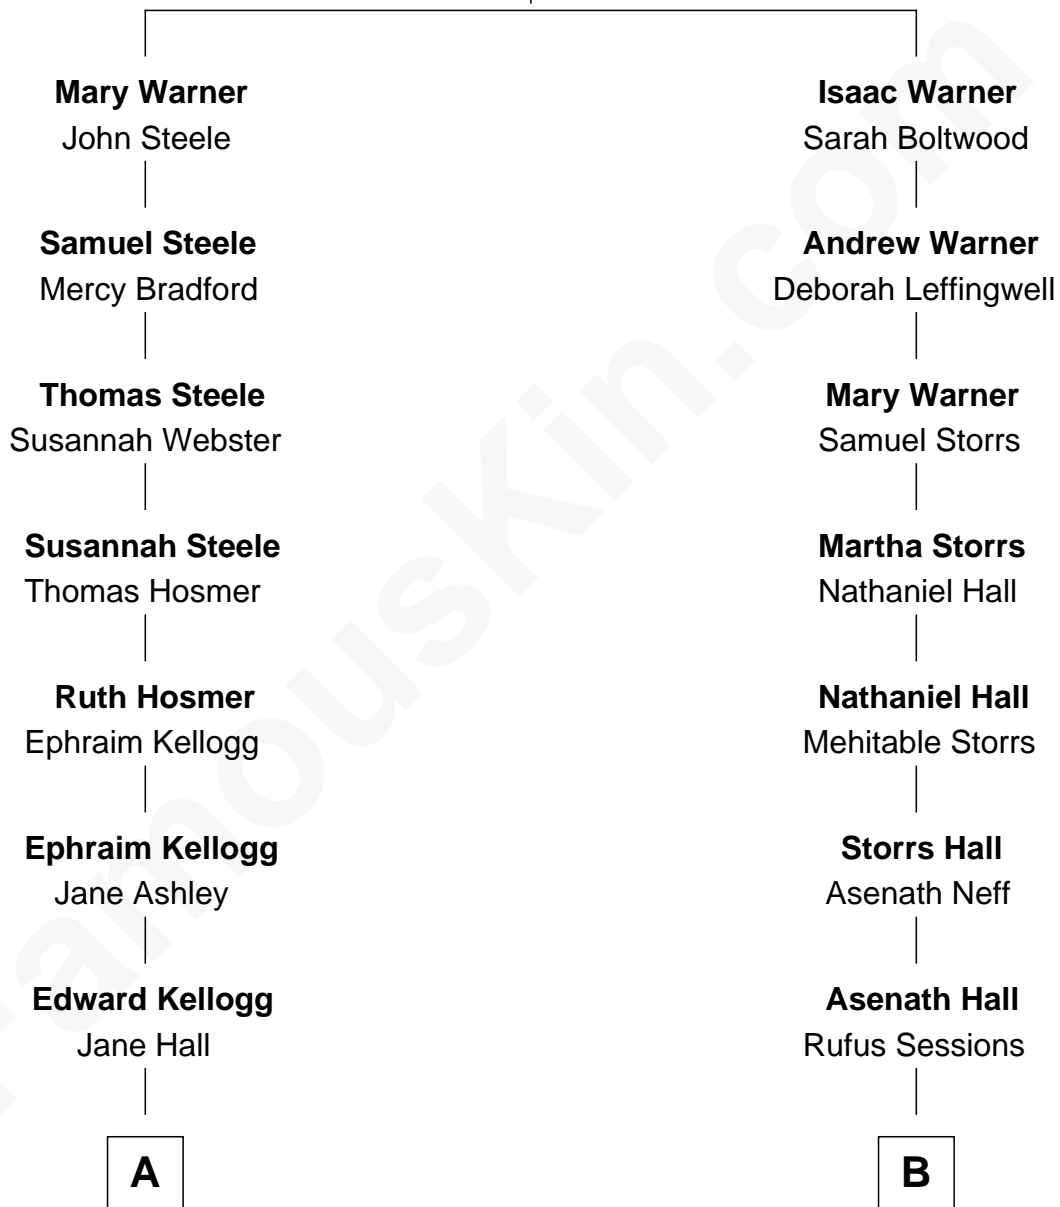 Mary Warner
John Steele
Samuel Steele
Mercy Bradford
Thomas Steele
Susannah Webster
Susannah Steele
Thomas Hosmer
Ruth Hosmer
Ephraim Kellogg
Ephraim Kellogg
Jane Ashley
Edward Kellogg
Jane Hall
A
Isaac Warner
Sarah Boltwood
Andrew Warner
Deborah Leffingwell
Mary Warner
Samuel Storrs
Martha Storrs
Nathaniel Hall
Nathaniel Hall
Mehitable Storrs
Storrs Hall
Asenath Neff
Asenath Hall
Rufus Sessions
B
FamousKin.com